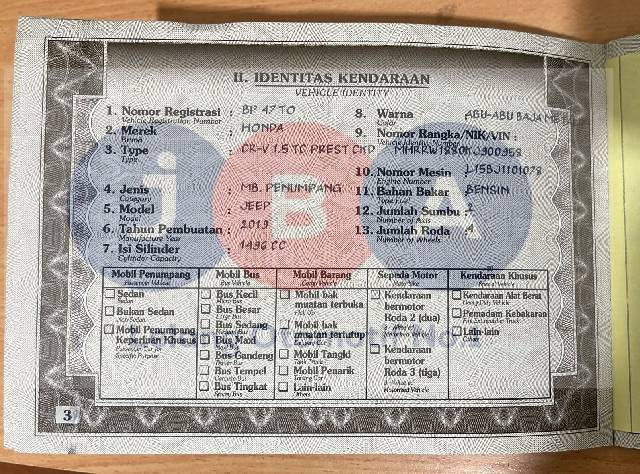 II. IDENTITAS KENDARAAN
VEHICLE IDENTITY
1. Nomor Registrasi : BP 47 TO
Vehicle Registration Number
2. Merek : HONDA
Brand
3. Type : CR-V 1.5 TC PREST CKD
Type
4. Jenis : MB. PENUMPANG
Category
5. Model : JEEP
Model
6. Tahun Pembuatan : 2019
Manufacture Year
7. Isi Silinder : 1496 CC
Cylinder Capacity
8. Warna : ABU-ABU BAJA
Color
9. Nomor Rangka/NIK/VIN :
Vehicle Identity Number
10. Nomor Mesin
Engine Number
11. Bahan Bakar : BENSIN
Type Fuel
12. Jumlah Sumbu : 2
Number of Axis
13. Jumlah Roda : 4
Number of Wheels
j B A
Mobil Penumpang
Passenger Vehicle
Sedan
Sedan
Bukan Sedan
Mobil Penumpang
Keperluan Khusus
Mobil Bus
Bus Vehicle
Bus Kecil
Bus Besar
Bus Sedang
Bus Maxi
Bus Gandeng
Bus Tempel
Bus Tingkat
Mobil Barang
Mobil bak
muatan terbuka
Mobil bak
muatan tertutup
Mobil Tangki
Mobil Penarik
Lain-lain
Others
Sepeda Motor
Kendaraan
bermotor
Roda 2 (dua)
Kendaraan
bermotor
Roda 3 (tiga)
Kendaraan Khusus
Special Vehicle
Kendaraan Alat Berat
Pemadam Kebakaran
Lain-lain
Other
3